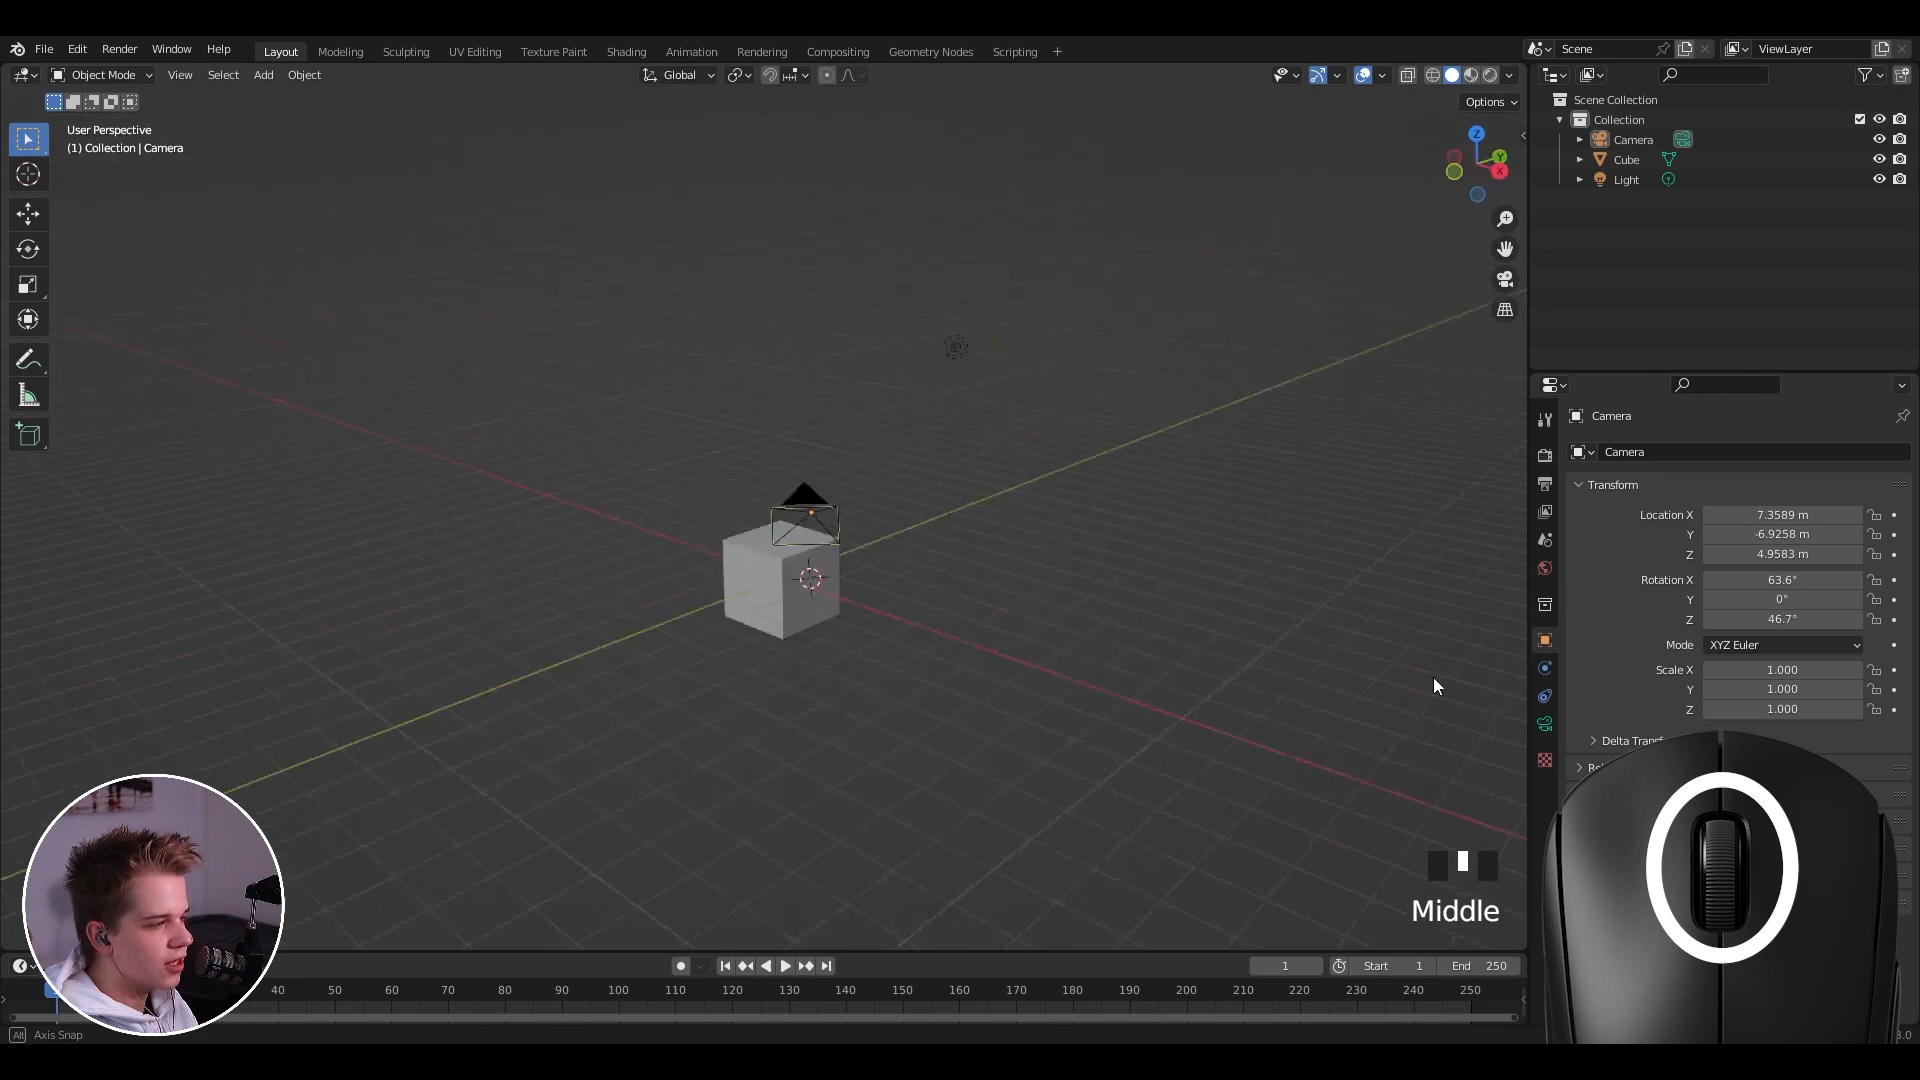 File Edit Render Window Help Layout Modeling Sculpting UV Editing Texture Paint Shading Animation Rendering Compositing Geometry Nodes Scripting + Scene ViewLayer
Object Mode View Select Add Object Global
Options
User Perspective
(1) Collection | Camera
Z
Y
X
Scene Collection
Collection
Camera
Cube
Light
Camera
Camera
Transform
Location X 7.3589 m
Y -6.9258 m
Z 4.9583 m
Rotation X 63.6°
Y 0°
Z 46.7°
Mode XYZ Euler
Scale X 1.000
Y 1.000
Z 1.000
Middle
1 Start 1 End 250
40 50 60 70 80 90 100 110 120 130 140 150 160 170 180 190 200 210 220 230 240 250
Alt Axis Snap